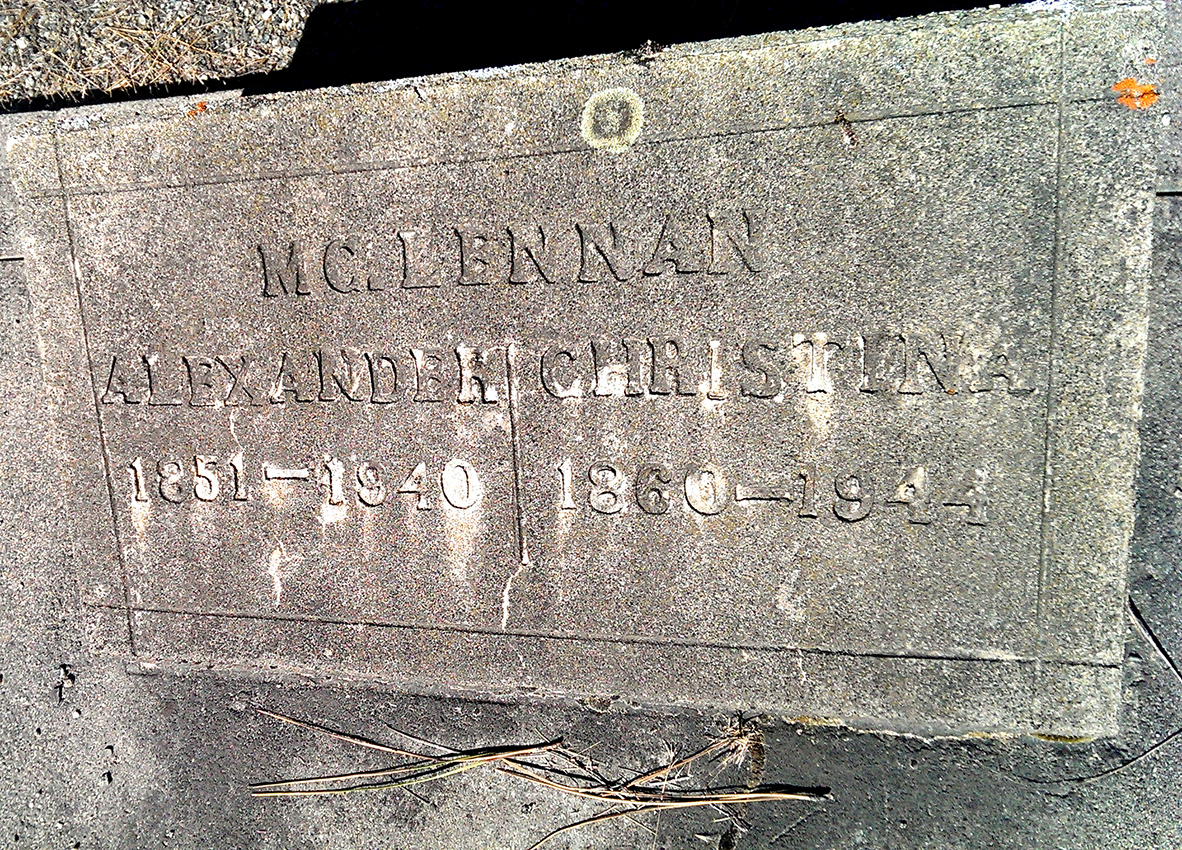 MC. LENNAN
ALEXANDER CHRISTINA
1851—1940 1860—1944